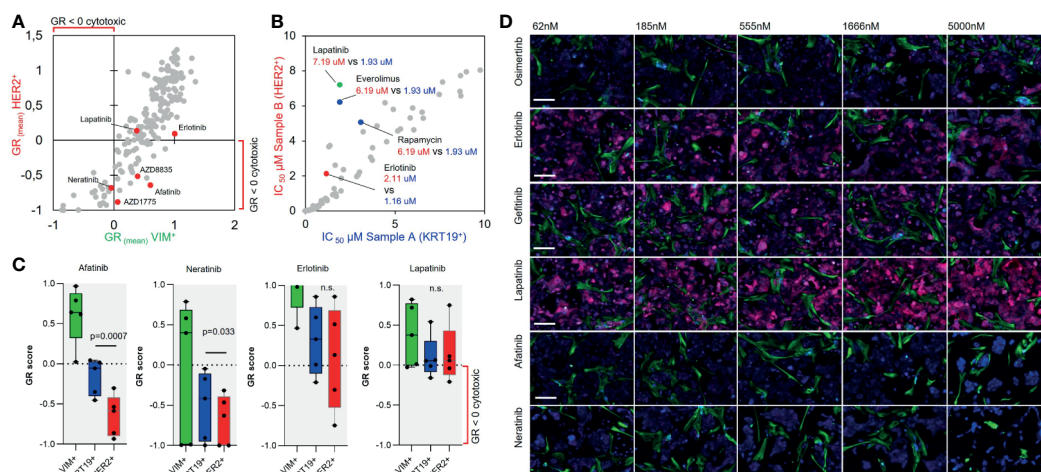 A
GR < 0 cytotoxic
1,5
1
0,5
0
-0,5
-1
-1
0
1
2
GR (mean) HER2+
GR (mean) VIM+
GR < 0 cytotoxic
Lapatinib
Erlotinib
AZD8835
Neratinib
Afatinib
AZD1775
B
10
8
6
4
2
0
0
5
10
IC 50 µM Sample B (HER2+)
IC 50 µM Sample A (KRT19+)
Lapatinib
7.19 uM vs 1.93 uM
Everolimus
6.19 uM vs 1.93 uM
Rapamycin
6.19 uM vs 1.93 uM
Erlotinib
2.11 uM
vs
1.16 uM
C
Afatinib
GR score
1.0
0.5
0.0
0.5
-1.0
p=0.0007
VIM+
KRT19+
HER2+
Neratinib
GR score
1.0
0.5
0.0
0.5
-1.0
p=0.033
VIM+
KRT19+
HER2+
Erlotinib
GR score
1.0
0.5
0.0
0.5
-1.0
n.s.
VIM+
KRT19+
HER2+
Lapatinib
GR score
1.0
0.5
0.0
0.5
-1.0
n.s.
VIM+
KRT19+
HER2+
GR < 0 cytotoxic
D
62nM 185nM 555nM 1666nM 5000nM
Osimertinib
Erlotinib
Gefitinib
Lapatinib
Afatinib
Neratinib